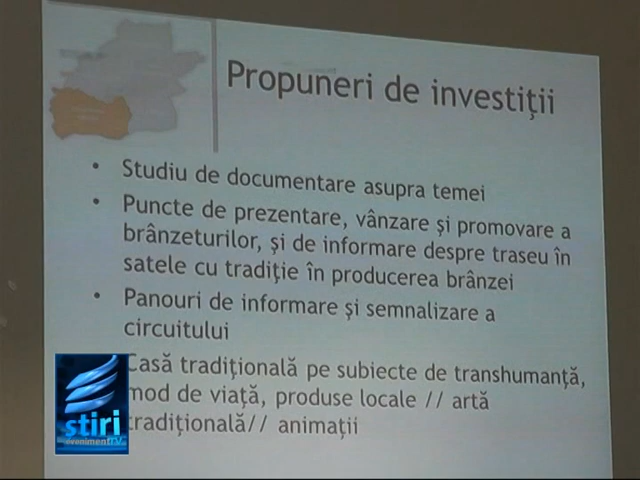 Propuneri de investiţii
• Studiu de documentare asupra temei
• Puncte de prezentare, vânzare şi promovare a
brânzeturilor, şi de informare despre traseu în
satele cu tradiţie în producerea brânzei
• Panouri de informare şi semnalizare a
circuitului
Casă tradiţională pe subiecte de transhumanţă,
mod de viaţă, produse locale // artă
tradiţională// animaţii
stiri
evenimentTV